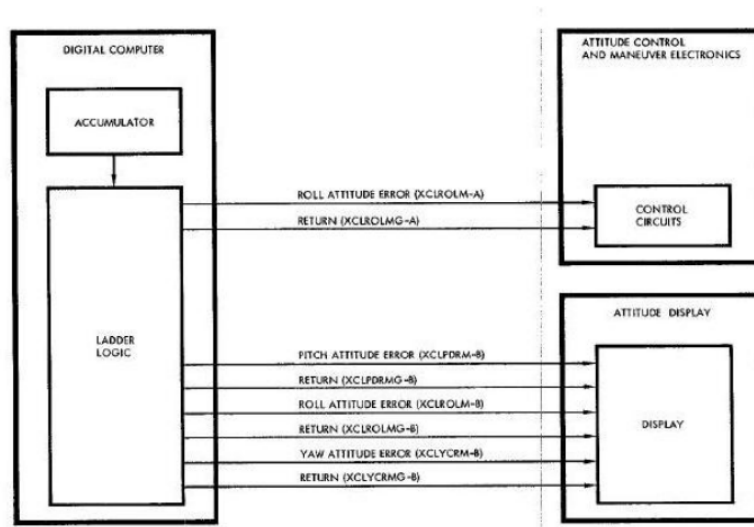 DIGITAL COMPUTER
ACCUMULATOR
LADDER
LOGIC
ROLL ATTITUDE ERROR (XCLROLM-A)
RETURN (XCLROLMG-A)
PITCH ATTITUDE ERROR (XCLPDRM-B)
RETURN (XCLPDRMG-B)
ROLL ATTITUDE ERROR (XCLROLM-B)
RETURN (XCLROLMG-B)
YAW ATTITUDE ERROR (XCLYCRM-B)
RETURN (XCLYCRMG-B)
ATTITUDE CONTROL
AND MANEUVER ELECTRONICS
CONTROL
CIRCUITS
ATTITUDE DISPLAY
DISPLAY